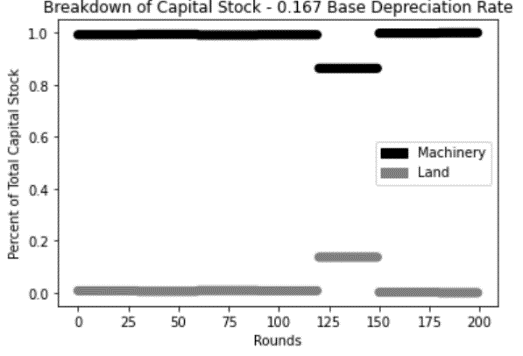 Breakdown of Capital Stock - 0.167 Base Depreciation Rate
Percent of Total Capital Stock
1.0
0.8
0.6
0.4
0.2
0.0
Machinery
Land
0 25 50 75 100 125 150 175 200
Rounds